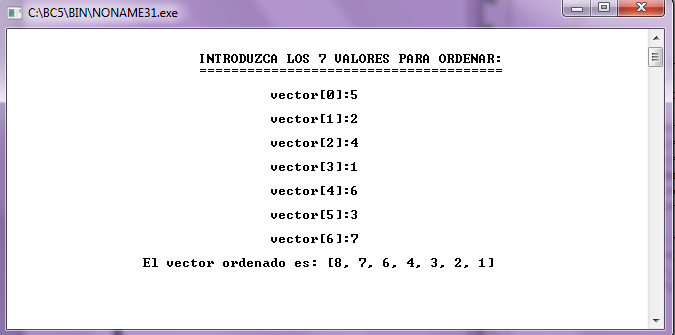 C:\BC5\BIN\NONAME31.exe
INTRODUZCA LOS 7 VALORES PARA ORDENAR:
======================================
vector[0]:5
vector[1]:2
vector[2]:4
vector[3]:1
vector[4]:6
vector[5]:3
vector[6]:7
El vector ordenado es: [8, 7, 6, 4, 3, 2, 1]